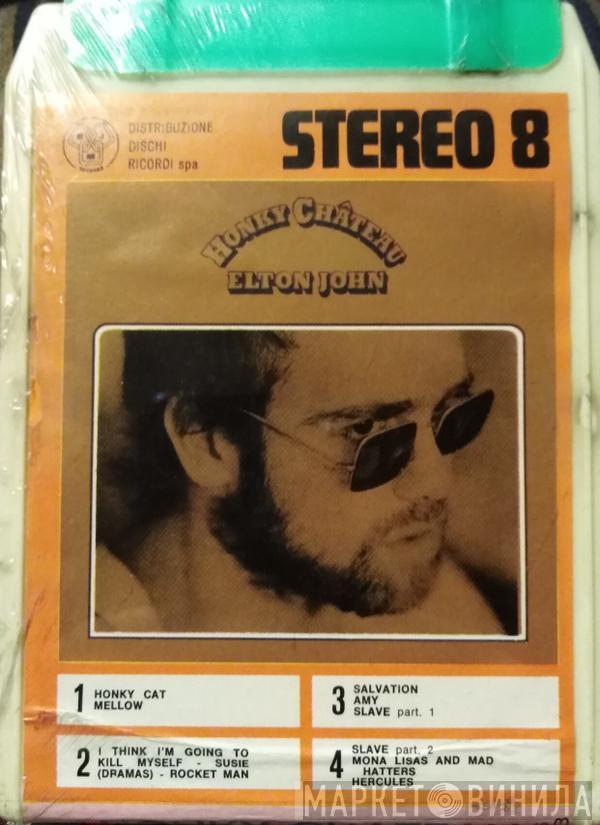 DISTRIBUZIONE
DISCHI
RICORDI spa
STEREO 8
HONKY CHÂTEAU
ELTON JOHN
1 HONKY CAT
MELLOW
2 I THINK I'M GOING TO
KILL MYSELF - SUSIE
(DRAMAS) - ROCKET MAN
3 SALVATION
AMY
SLAVE part. 1
4 SLAVE part. 2
MONA LISAS AND MAD
HATTERS
HERCULES
МАРКЕТ ВИНИЛА